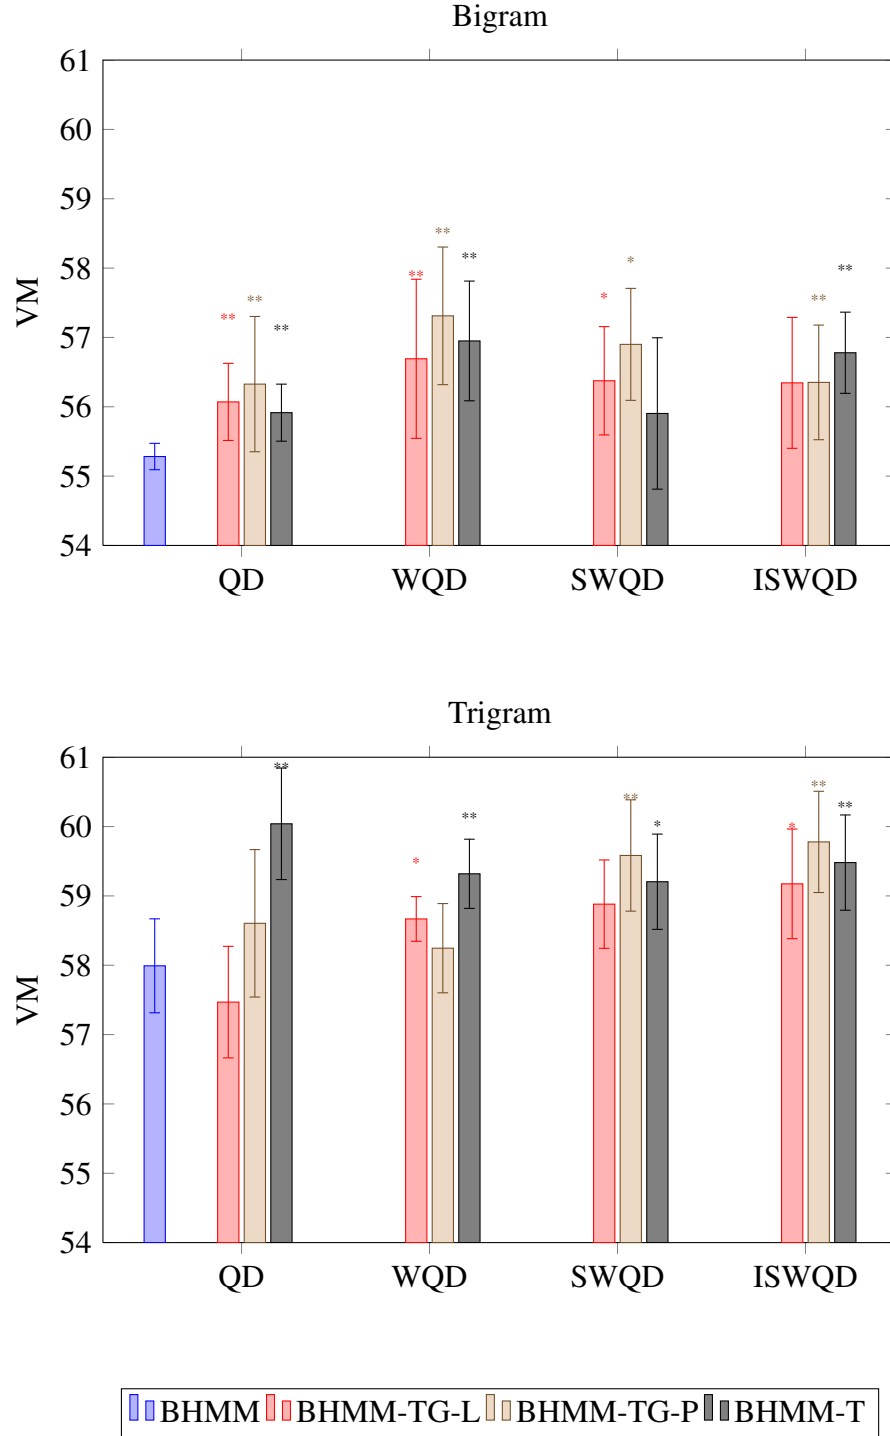 Bigram
61
60
59
58
57
56
55
54
VM
** ** **
** ** **
* *
** **
QD WQD SWQD ISWQD
Trigram
61
60
59
58
57
56
55
54
VM
**
* **
** *
* ** **
QD WQD SWQD ISWQD
BHMM BHMM-TG-L BHMM-TG-P BHMM-T